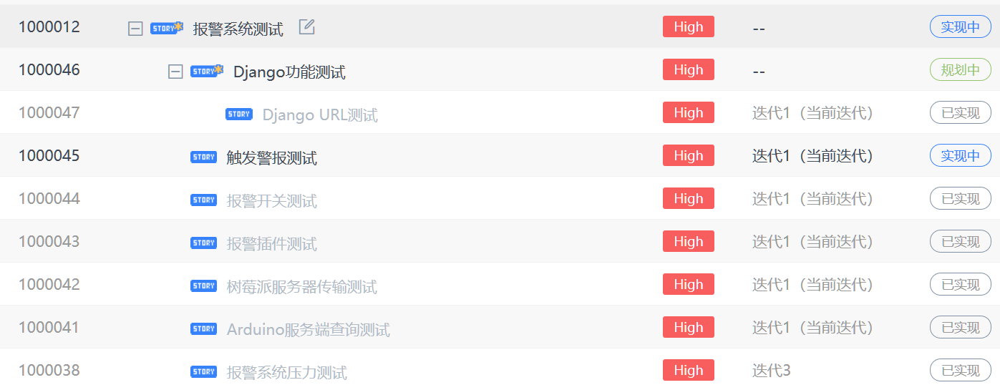 1000012 STORY 报警系统测试 High -- 实现中
1000046 STORY Django功能测试 High -- 规划中
1000047 STORY Django URL测试 High 迭代1（当前迭代） 已实现
1000045 STORY 触发警报测试 High 迭代1（当前迭代） 实现中
1000044 STORY 报警开关测试 High 迭代1（当前迭代） 已实现
1000043 STORY 报警插件测试 High 迭代1（当前迭代） 已实现
1000042 STORY 树莓派服务器传输测试 High 迭代1（当前迭代） 已实现
1000041 STORY Arduino服务端查询测试 High 迭代1（当前迭代） 已实现
1000038 STORY 报警系统压力测试 High 迭代3 已实现